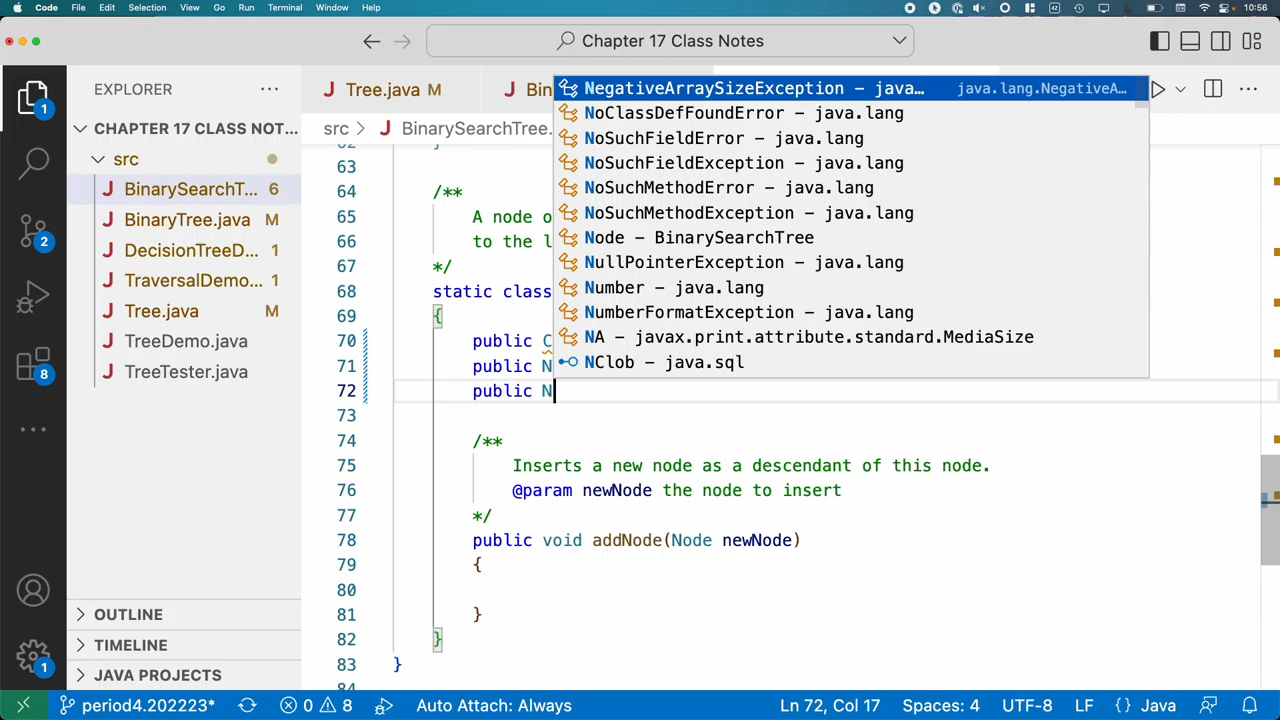 Code File Edit Selection View Go Run Terminal Window Help 10:56
Chapter 17 Class Notes
EXPLORER
Tree.java M
Bin
CHAPTER 17 CLASS NOT...
src
BinarySearchT... 6
BinaryTree.java M
DecisionTreeD... 1
TraversalDemo... 1
Tree.java M
TreeDemo.java
TreeTester.java
OUTLINE
TIMELINE
JAVA PROJECTS
1
2
8
1
src > BinarySearchTree.
NegativeArraySizeException – java… java.lang.NegativeA…
NoClassDefFoundError – java.lang
NoSuchFieldError – java.lang
NoSuchFieldException – java.lang
NoSuchMethodError – java.lang
NoSuchMethodException – java.lang
Node – BinarySearchTree
NullPointerException – java.lang
Number – java.lang
NumberFormatException – java.lang
NA – javax.print.attribute.standard.MediaSize
NClob – java.sql
62 }
63
64 /**
65 A node o
66 to the l
67 */
68 static class
69 {
70 public C
71 public N
72 public N
73
74 /**
75 Inserts a new node as a descendant of this node.
76 @param newNode the node to insert
77 */
78 public void addNode(Node newNode)
79 {
80
81 }
82 }
83 }
84
period4.202223* 0 8 Auto Attach: Always Ln 72, Col 17 Spaces: 4 UTF-8 LF {} Java